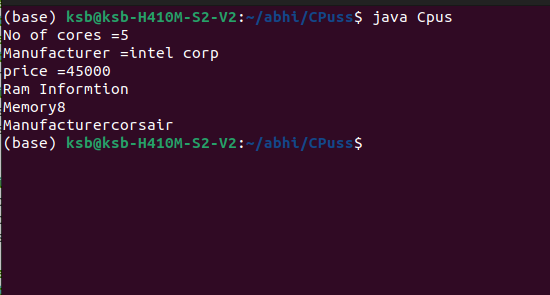 (base) ksb@ksb-H410M-S2-V2:~/abhi/CPuss$ java Cpus
No of cores =5
Manufacturer =intel corp
price =45000
Ram Informtion
Memory8
Manufacturercorsair
(base) ksb@ksb-H410M-S2-V2:~/abhi/CPuss$